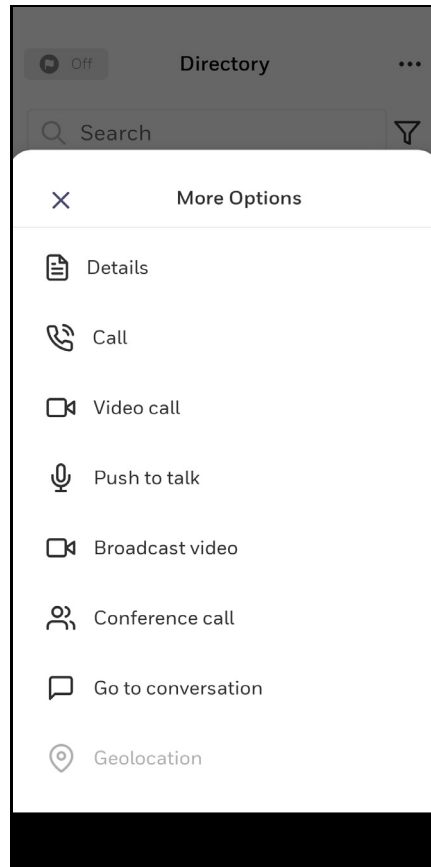 Off
Directory
Search
More Options
Details
Call
Video call
Push to talk
Broadcast video
Conference call
Go to conversation
Geolocation